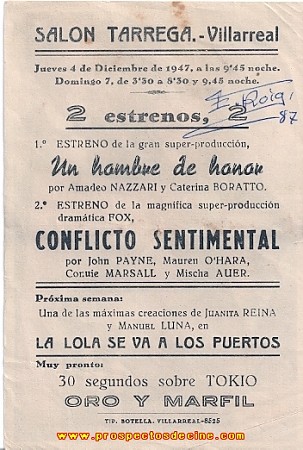 SALON TARREGA.-Villarreal
Jueves 4 de Diciembre de 1947, a las 9'45 noche.
Domingo 7, de 3'30 a 8'30 y 9,45 noche.
E. Roig,
87
2 estrenos, 2
1.º ESTRENO de la gran super-producción,
Un hombre de honor
por Amadeo NAZZARI y Caterina BORATTO.
2.º ESTRENO de la magnífica super-producción
dramática FOX,
CONFLICTO SENTIMENTAL
por John PAYNE, Mauren O'HARA,
Connie MARSALL y Mischa AUER.
Próxima semana:
Una de las máximas creaciones de JUANITA REINA
y MANUEL LUNA, en
LA LOLA SE VA A LOS PUERTOS
Muy pronto:
30 segundos sobre TOKIO
ORO Y MARFIL
TIP. BOTELLA. VILLARREAL-8525
www.prospectosdecine.com